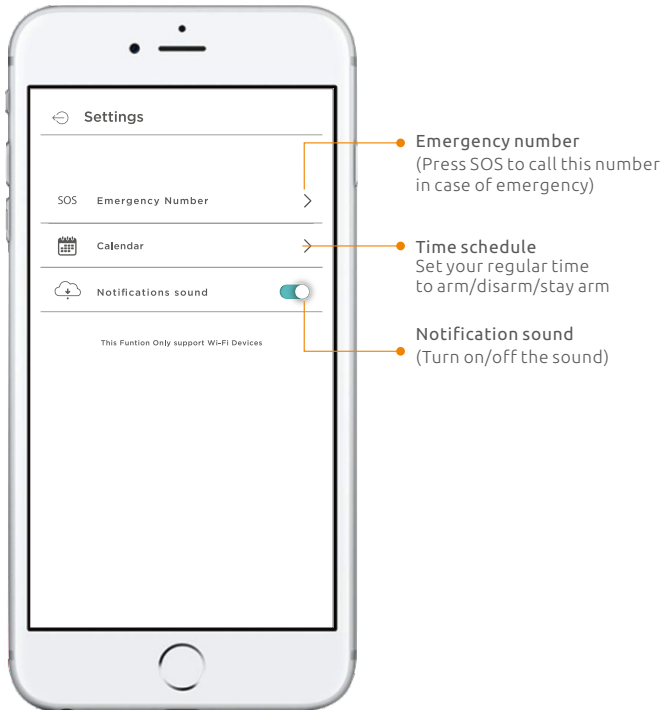 Settings
SOS Emergency Number
Calendar
Notifications sound
This Funtion Only support Wi-Fi Devices
Emergency number
(Press SOS to call this number
in case of emergency)
Time schedule
Set your regular time
to arm/disarm/stay arm
Notification sound
(Turn on/off the sound)